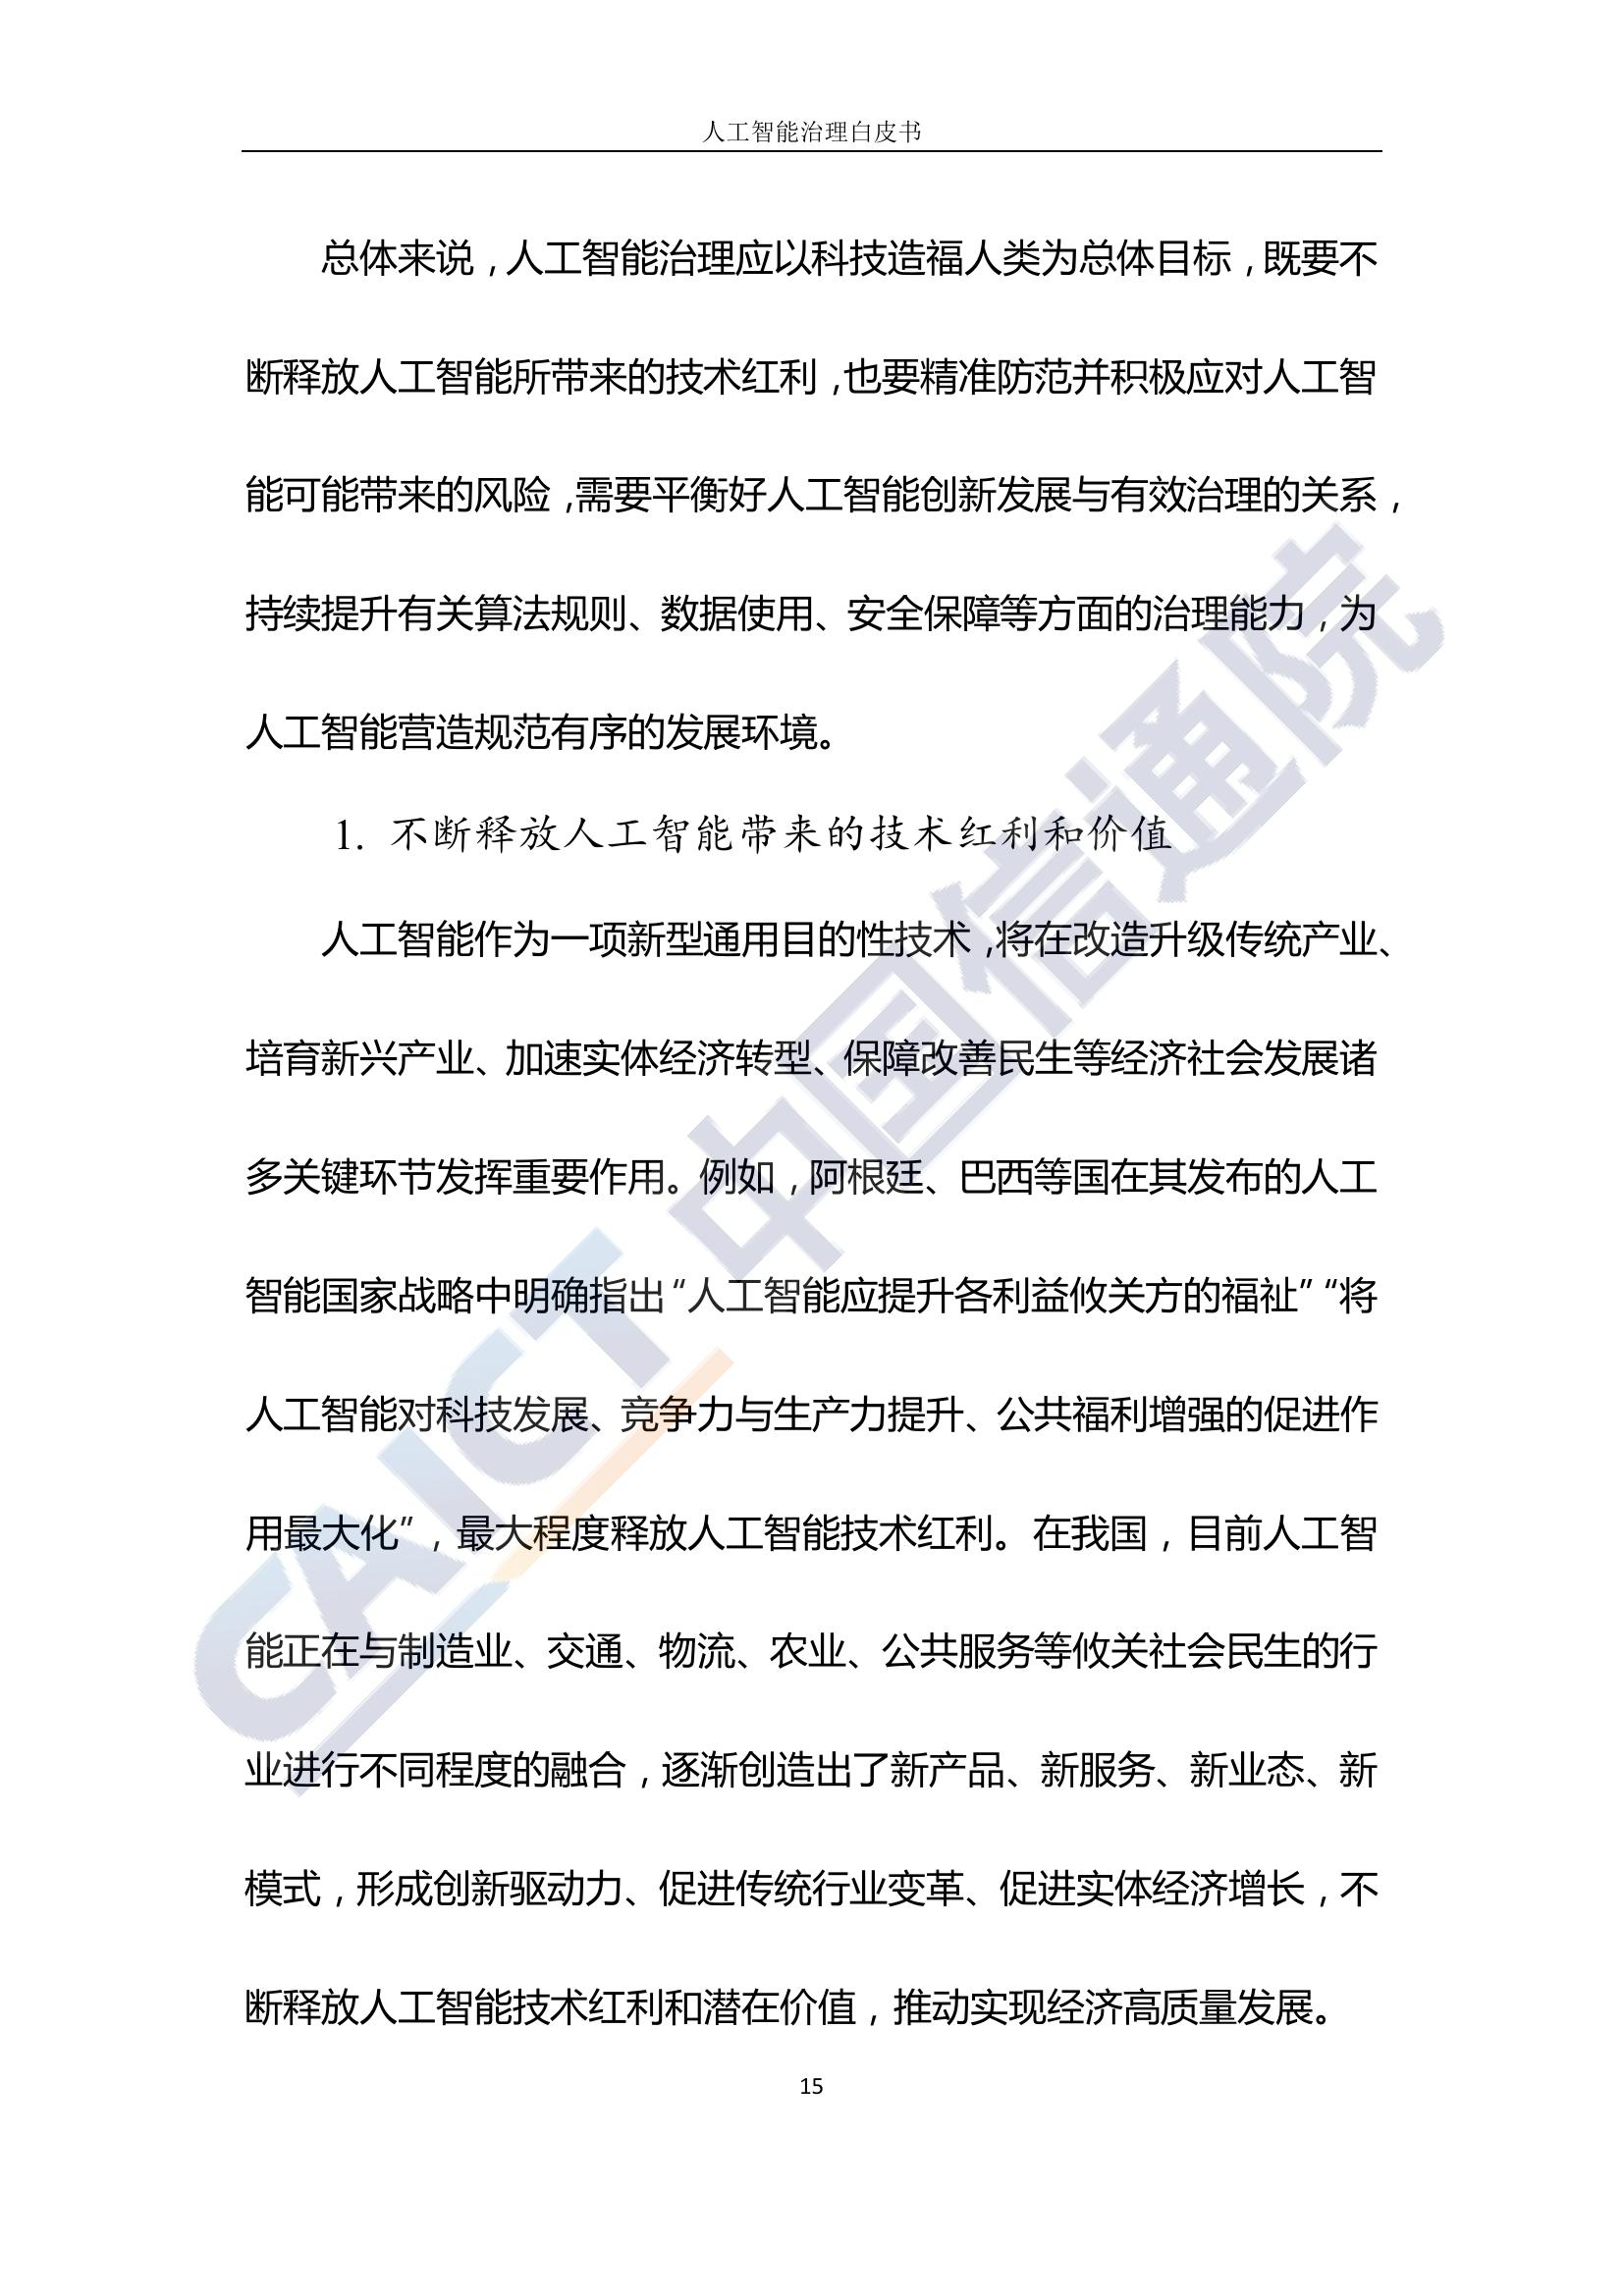 人工智能治理白皮书
总体来说，人工智能治理应以科技造福人类为总体目标，既要不
断释放人工智能所带来的技术红利，也要精准防范并积极应对人工智
能可能带来的风险，需要平衡好人工智能创新发展与有效治理的关系，
持续提升有关算法规则、数据使用、安全保障等方面的治理能力，为
人工智能营造规范有序的发展环境。
1. 不断释放人工智能带来的技术红利和价值
人工智能作为一项新型通用目的性技术，将在改造升级传统产业、
培育新兴产业、加速实体经济转型、保障改善民生等经济社会发展诸
多关键环节发挥重要作用。例如，阿根廷、巴西等国在其发布的人工
智能国家战略中明确指出“人工智能应提升各利益攸关方的福祉”“将
人工智能对科技发展、竞争力与生产力提升、公共福利增强的促进作
用最大化”，最大程度释放人工智能技术红利。在我国，目前人工智
能正在与制造业、交通、物流、农业、公共服务等攸关社会民生的行
业进行不同程度的融合，逐渐创造出了新产品、新服务、新业态、新
模式，形成创新驱动力、促进传统行业变革、促进实体经济增长，不
断释放人工智能技术红利和潜在价值，推动实现经济高质量发展。
15
CAICT 中国信通院